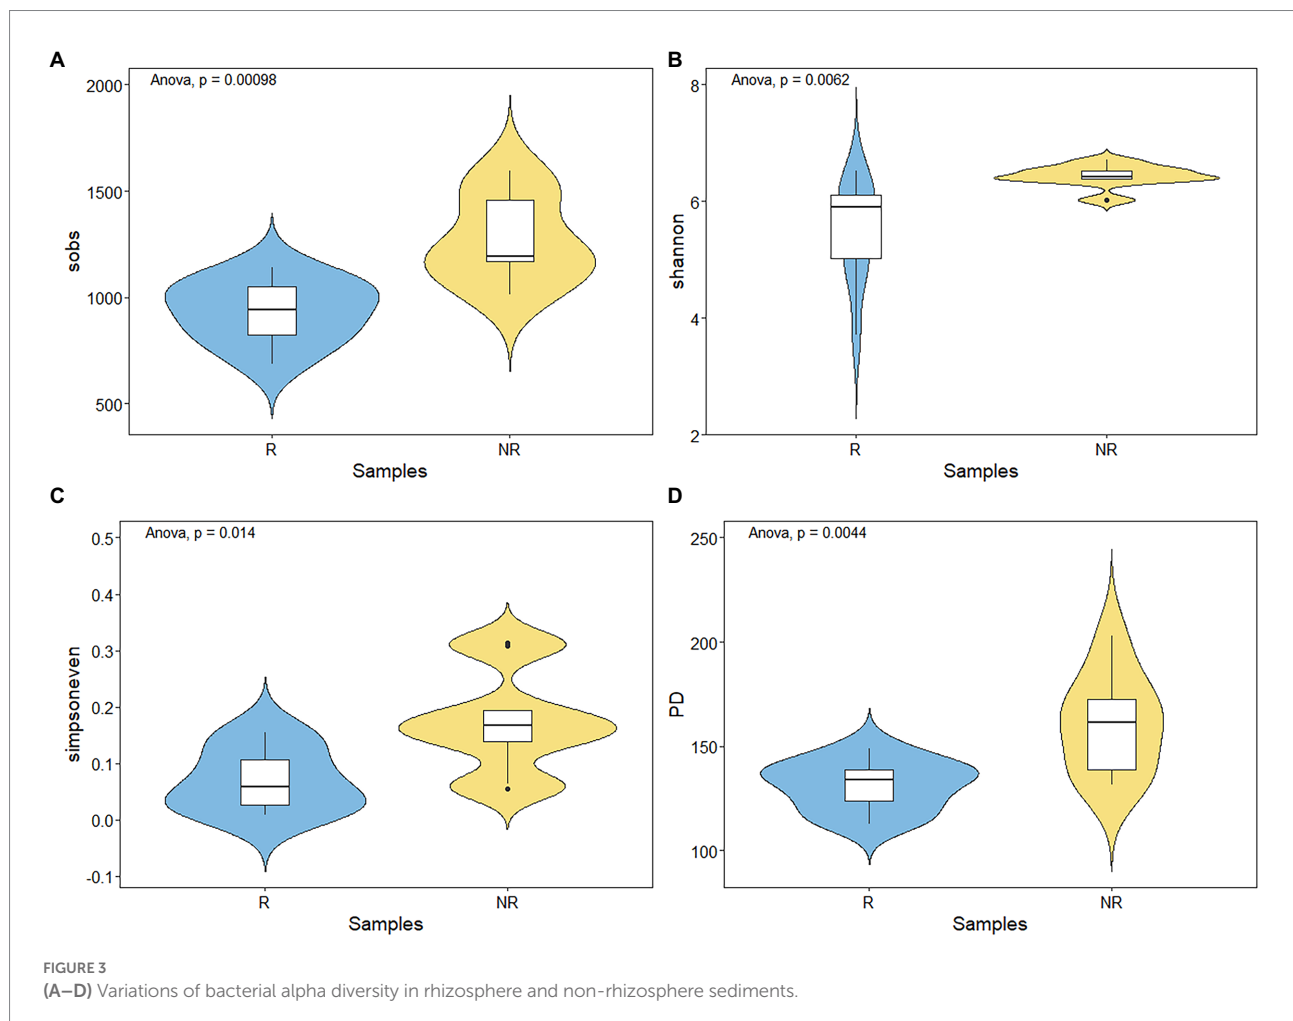 A
Anova, p = 0.00098
2000
1500
1000
500
sobs
R
NR
Samples
B
Anova, p = 0.0062
8
6
4
2
shannon
R
NR
Samples
C
Anova, p = 0.014
0.5
0.4
0.3
0.2
0.1
0.0
-0.1
simpsoneven
R
NR
Samples
D
Anova, p = 0.0044
250
200
150
100
PD
R
NR
Samples
FIGURE 3
(A–D) Variations of bacterial alpha diversity in rhizosphere and non-rhizosphere sediments.